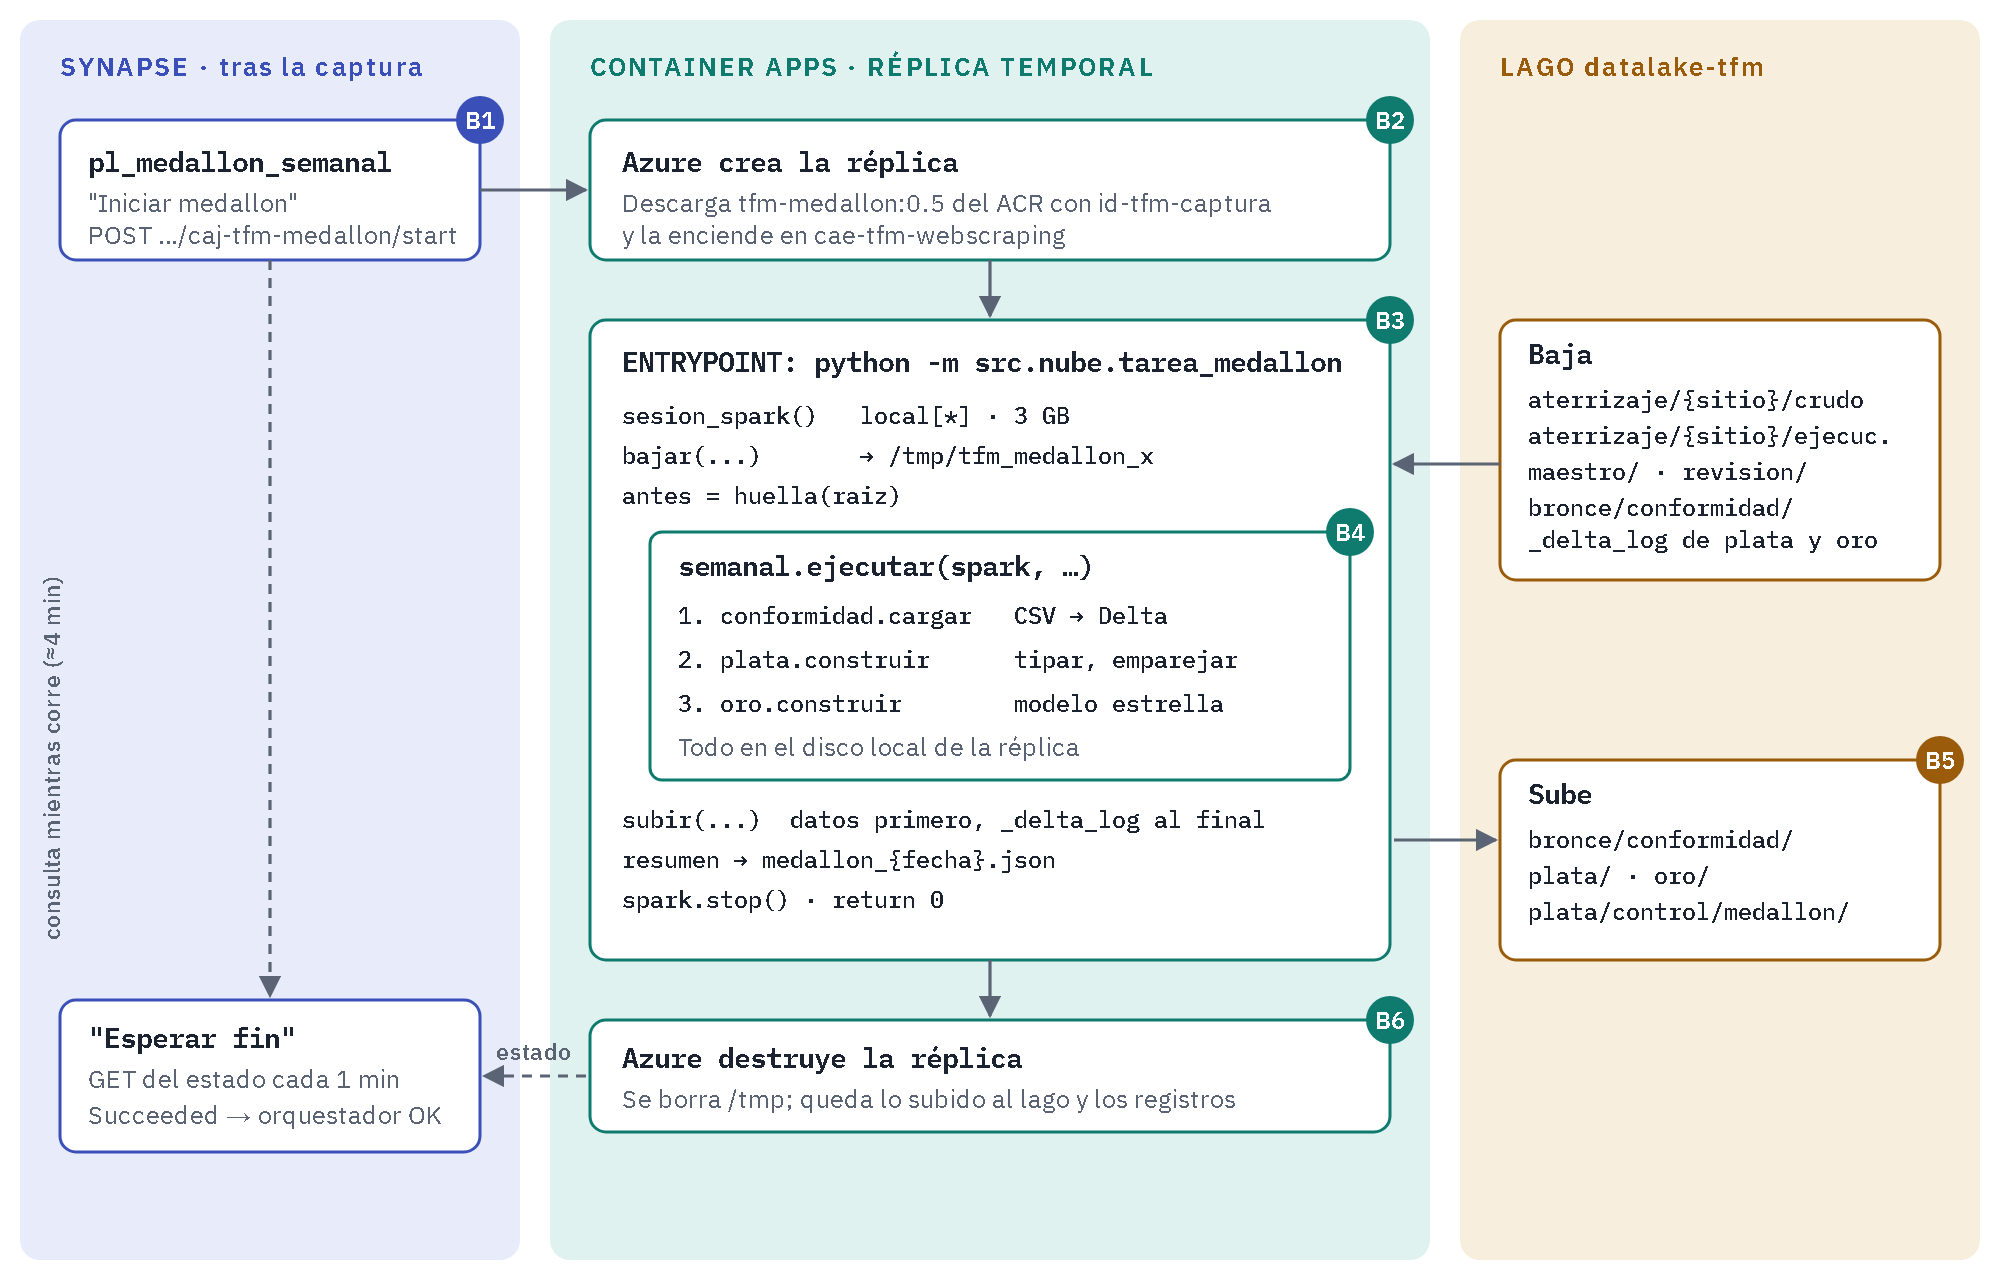 SYNAPSE · tras la captura
B1
pl_medallon_semanal
"Iniciar medallon"
POST .../caj-tfm-medallon/start
consulta mientras corre (≈4 min)
"Esperar fin"
GET del estado cada 1 min
Succeeded → orquestador OK
estado
CONTAINER APPS · RÉPLICA TEMPORAL
B2
Azure crea la réplica
Descarga tfm-medallon:0.5 del ACR con id-tfm-captura
y la enciende en cae-tfm-webscraping
B3
ENTRYPOINT: python -m src.nube.tarea_medallon
sesion_spark() local[*] · 3 GB
bajar(...) → /tmp/tfm_medallon_x
antes = huella(raiz)
B4
semanal.ejecutar(spark, …)
1. conformidad.cargar CSV → Delta
2. plata.construir tipar, emparejar
3. oro.construir modelo estrella
Todo en el disco local de la réplica
subir(...) datos primero, _delta_log al final
resumen → medallon_{fecha}.json
spark.stop() · return 0
B6
Azure destruye la réplica
Se borra /tmp; queda lo subido al lago y los registros
LAGO datalake-tfm
Baja
aterrizaje/{sitio}/crudo
aterrizaje/{sitio}/ejecuc.
maestro/ · revision/
bronce/conformidad/
_delta_log de plata y oro
B5
Sube
bronce/conformidad/
plata/ · oro/
plata/control/medallon/